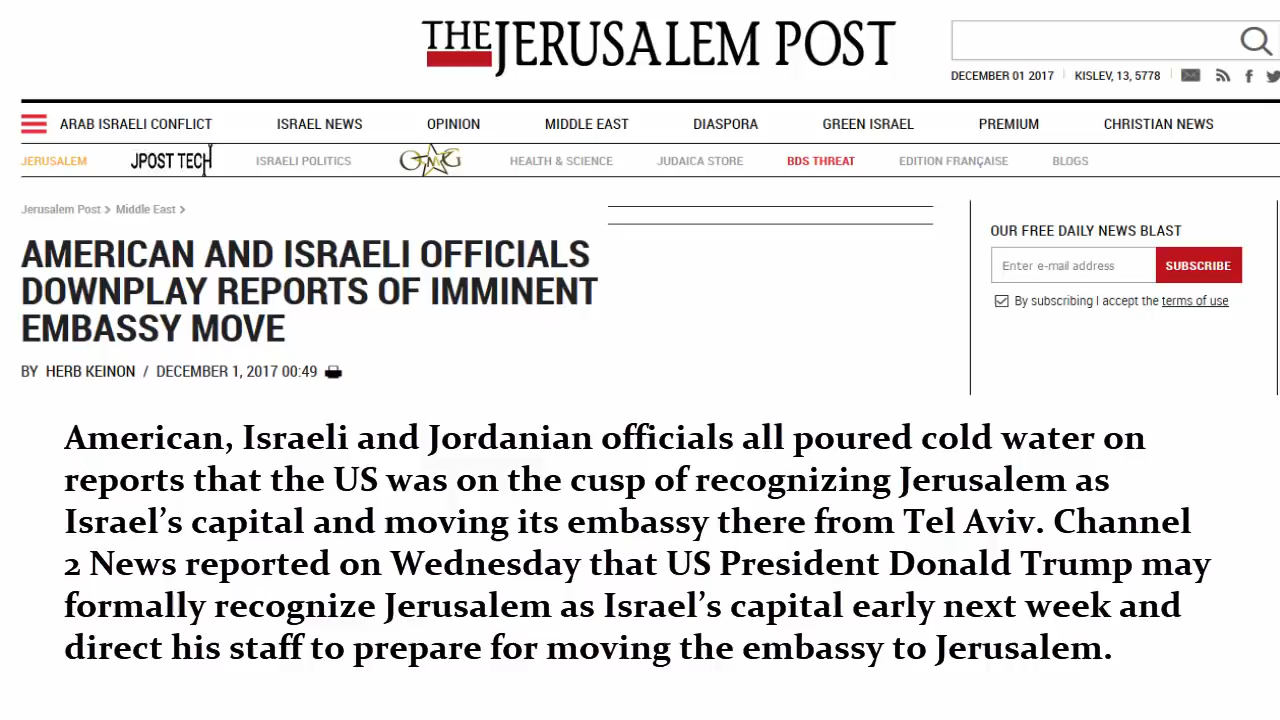 THE JERUSALEM POST
DECEMBER 01 2017 KISLEV, 13, 5778
ARAB ISRAELI CONFLICT ISRAEL NEWS OPINION MIDDLE EAST DIASPORA GREEN ISRAEL PREMIUM CHRISTIAN NEWS
JERUSALEM JPOST TECH ISRAELI POLITICS OMG HEALTH & SCIENCE JUDAICA STORE BDS THREAT EDITION FRANÇAISE BLOGS
Jerusalem Post > Middle East >
AMERICAN AND ISRAELI OFFICIALS
DOWNPLAY REPORTS OF IMMINENT
EMBASSY MOVE
BY HERB KEINON / DECEMBER 1, 2017 00:49
OUR FREE DAILY NEWS BLAST
Enter e-mail address SUBSCRIBE
By subscribing I accept the terms of use
American, Israeli and Jordanian officials all poured cold water on
reports that the US was on the cusp of recognizing Jerusalem as
Israel’s capital and moving its embassy there from Tel Aviv. Channel
2 News reported on Wednesday that US President Donald Trump may
formally recognize Jerusalem as Israel’s capital early next week and
direct his staff to prepare for moving the embassy to Jerusalem.